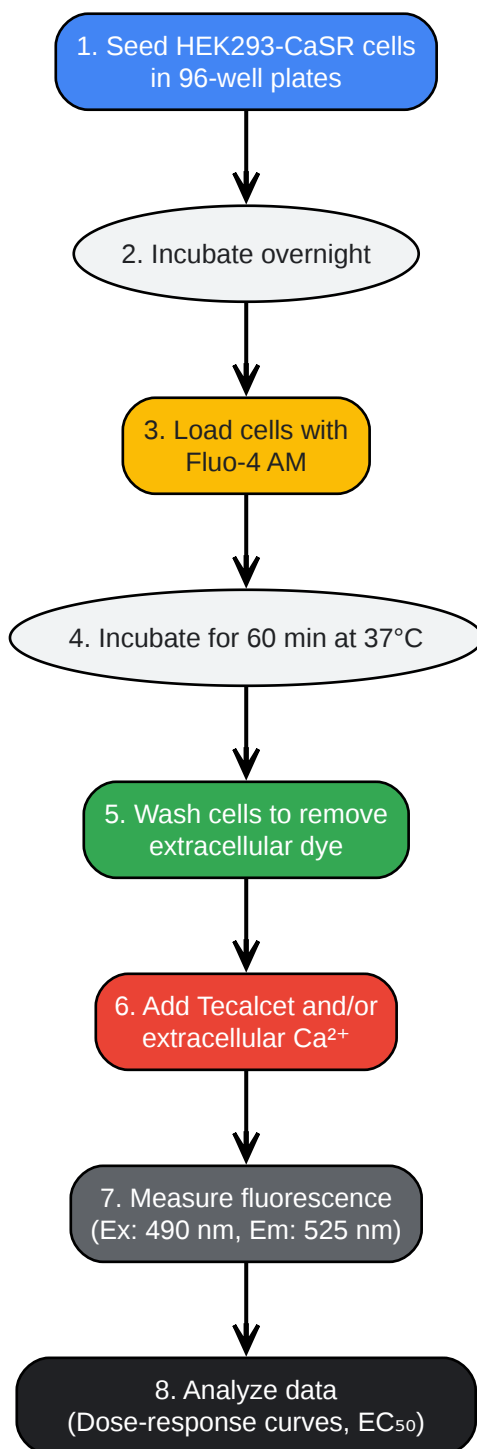 1. Seed HEK293-CaSR cells
in 96-well plates
2. Incubate overnight
3. Load cells with
Fluo-4 AM
4. Incubate for 60 min at 37°C
5. Wash cells to remove
extracellular dye
6. Add Tecalcet and/or
extracellular Ca²⁺
7. Measure fluorescence
(Ex: 490 nm, Em: 525 nm)
8. Analyze data
(Dose-response curves, EC₅₀)